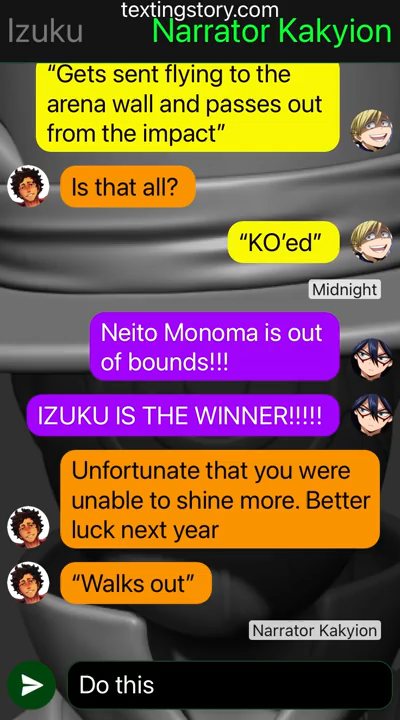 textingstory.com
Izuku
Narrator Kakyion
“Gets sent flying to the
arena wall and passes out
from the impact”
Is that all?
“KO’ed”
Midnight
Neito Monoma is out
of bounds!!!
IZUKU IS THE WINNER!!!!!
Unfortunate that you were
unable to shine more. Better
luck next year
“Walks out”
Narrator Kakyion
Do this